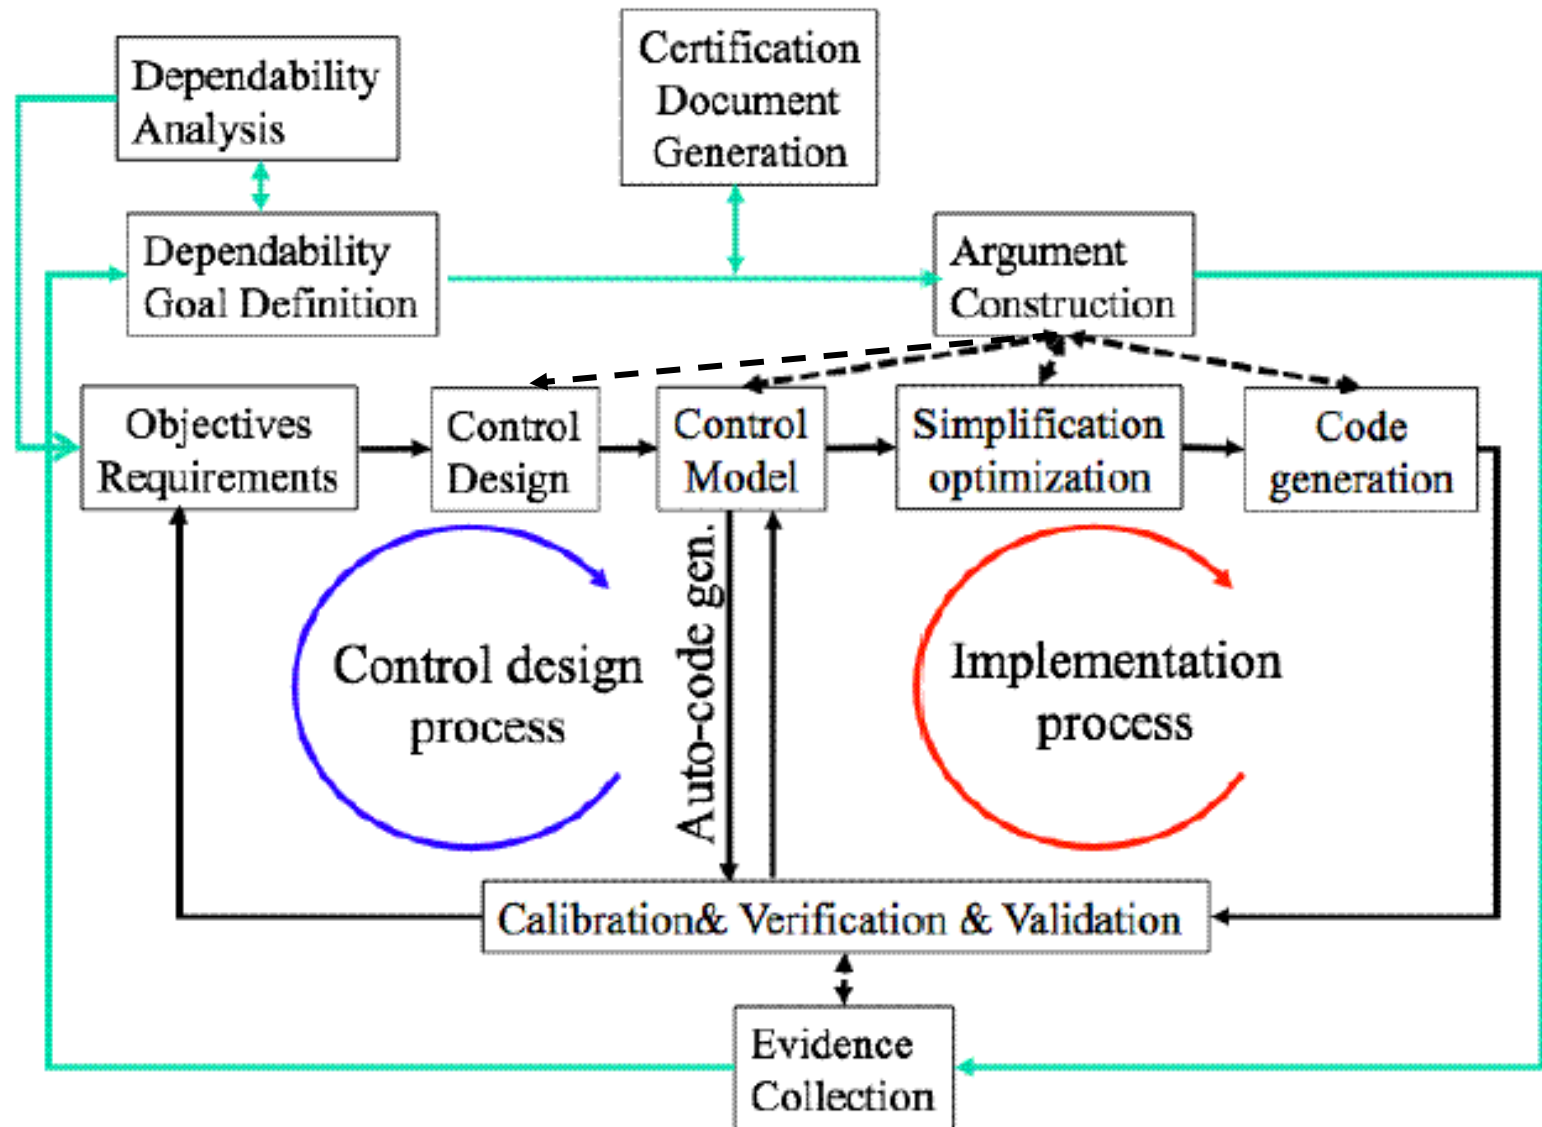 Dependability
Analysis
Certification
Document
Generation
Dependability
Goal Definition
Argument
Construction
Objectives
Requirements
Control
Design
Control
Model
Simplification
optimization
Code
generation
Control design
process
Auto-code gen.
Implementation
process
Calibration& Verification & Validation
Evidence
Collection